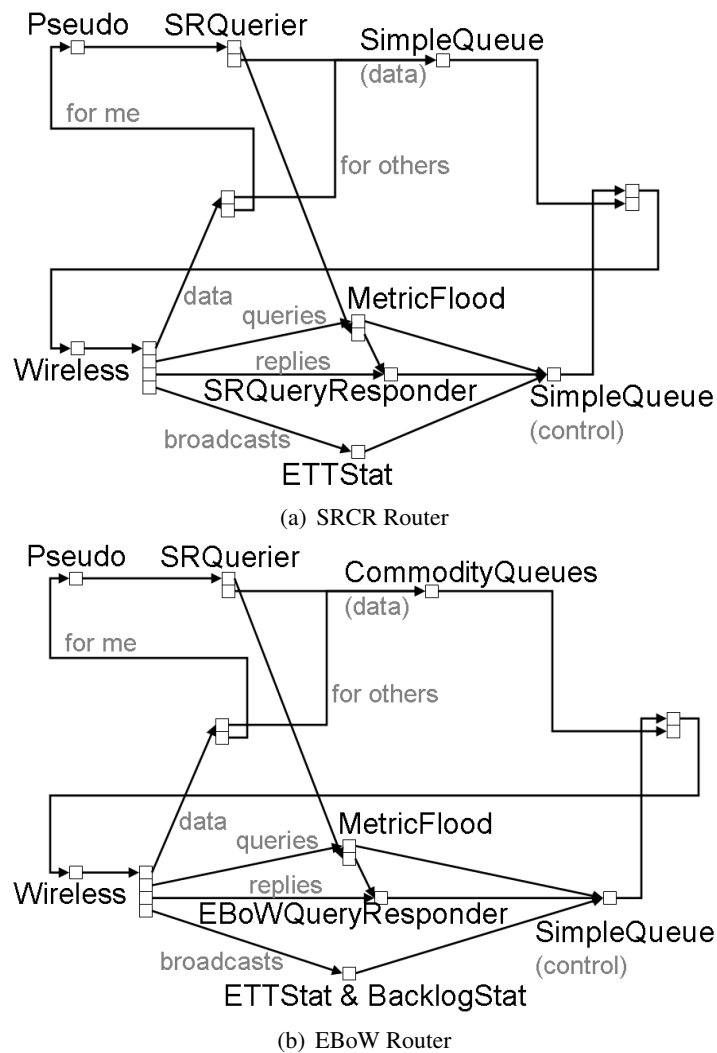 Pseudo SRQuerier
SimpleQueue
(data)
for me
for others
data
MetricFlood
queries
replies
Wireless
SRQueryResponder
SimpleQueue
(control)
broadcasts
ETTStat
(a) SRCR Router
Pseudo SRQuerier
CommodityQueues
(data)
for me
for others
data
MetricFlood
queries
replies
Wireless
EBoWQueryResponder
SimpleQueue
(control)
broadcasts
ETTStat & BacklogStat
(b) EBoW Router